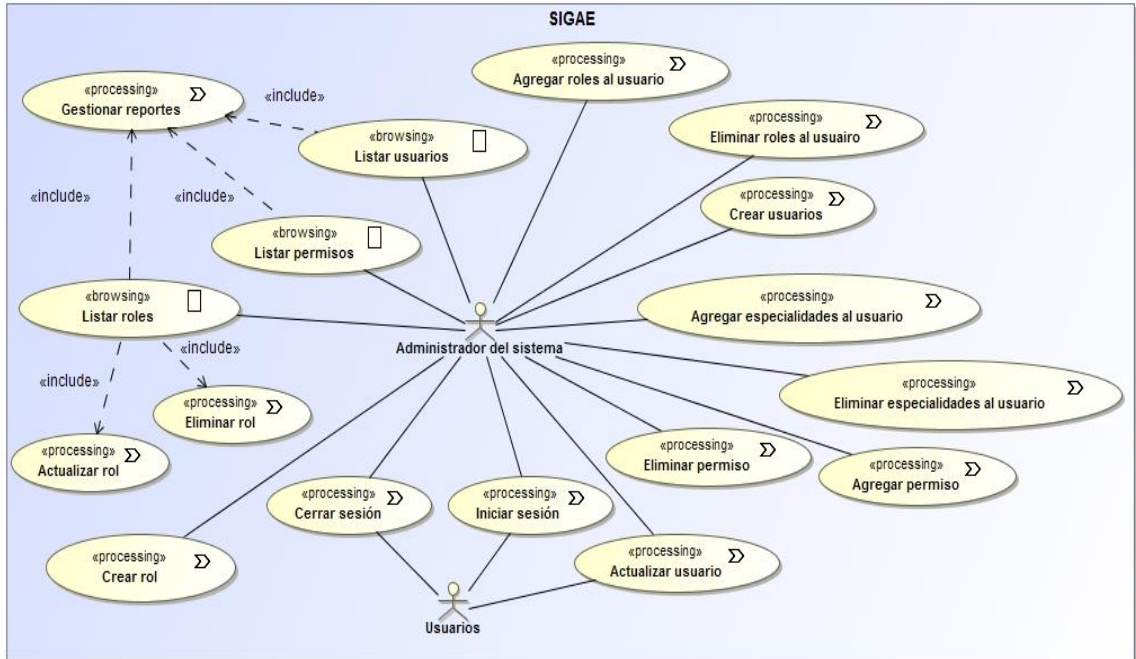 SIGAE
«processing»
Agregar roles al usuario
«processing»
Gestionar reportes
«include»
«processing»
Eliminar roles al usuairo
«browsing»
Listar usuarios
«include»
«include»
«processing»
Crear usuarios
«browsing»
Listar permisos
«browsing»
Listar roles
«processing»
Agregar especialidades al usuario
«include»
Administrador del sistema
«include»
«processing»
Eliminar especialidades al usuario
«processing»
Eliminar rol
«processing»
Actualizar rol
«processing»
Eliminar permiso
«processing»
Agregar permiso
«processing»
Cerrar sesión
«processing»
Iniciar sesión
«processing»
Crear rol
«processing»
Actualizar usuario
Usuarios